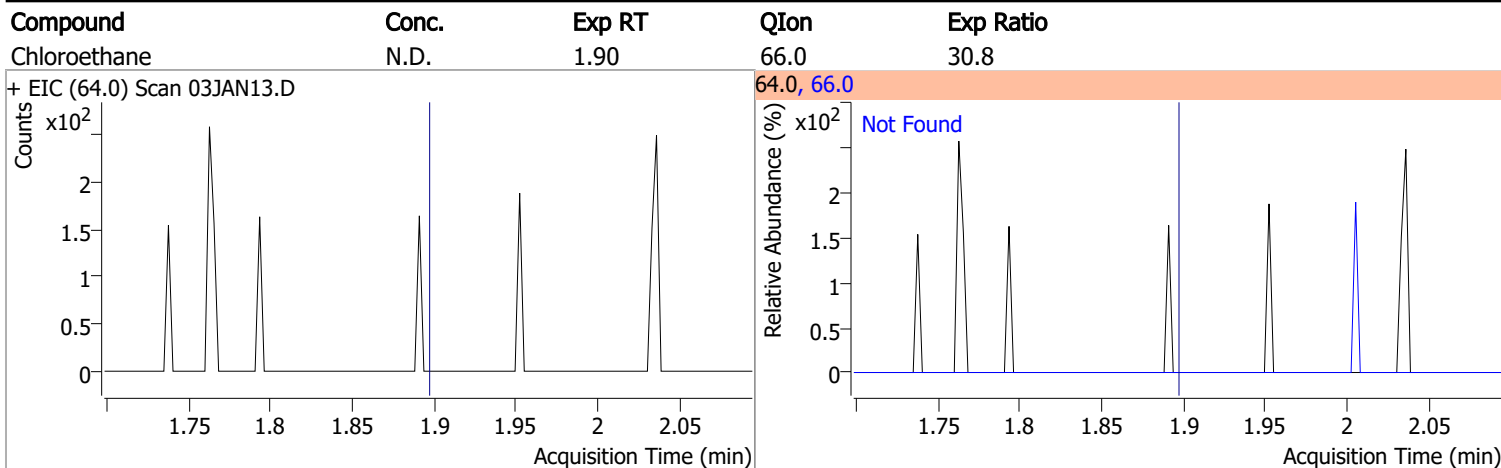 Compound Conc. Exp RT QIon Exp Ratio
Chloroethane N.D. 1.90 66.0 30.8
+ EIC (64.0) Scan 03JAN13.D
Counts
x10²
2
1.5
1
0.5
0
1.75 1.8 1.85 1.9 1.95 2 2.05
Acquisition Time (min)
64.0, 66.0
Relative Abundance (%)
x10²
Not Found
2
1.5
1
0.5
0
1.75 1.8 1.85 1.9 1.95 2 2.05
Acquisition Time (min)